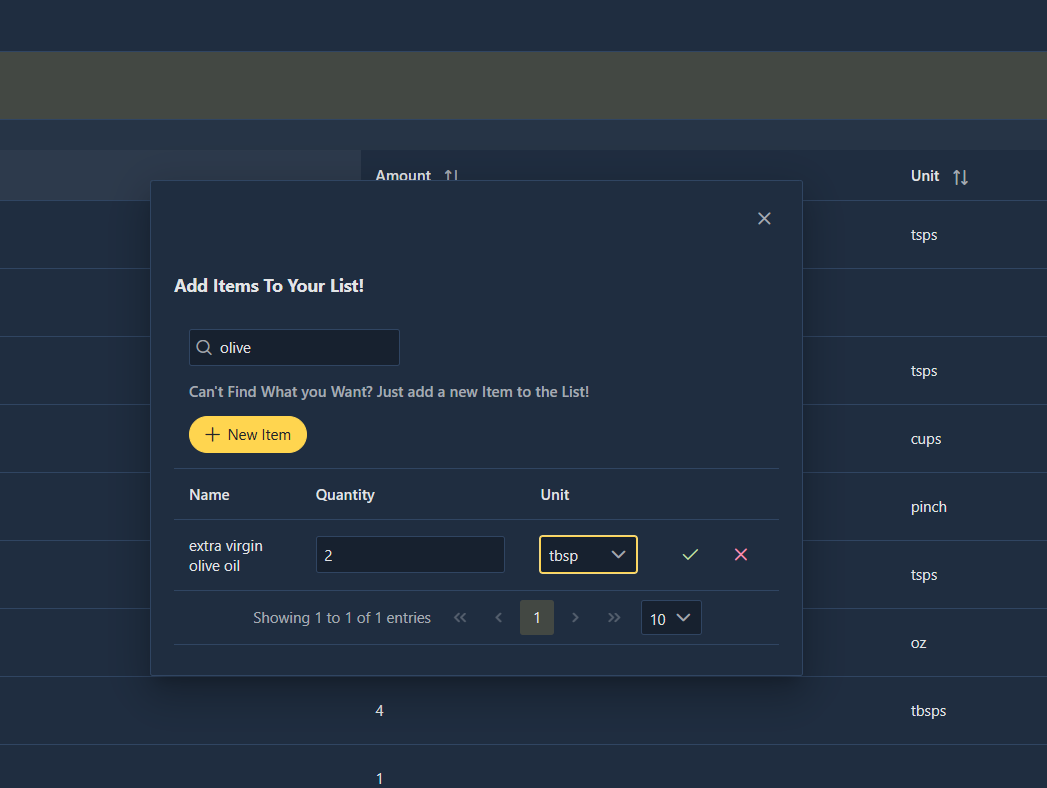 Amount
Unit
tsps
Add Items To Your List!
olive
Can't Find What you Want? Just add a new Item to the List!
New Item
Name Quantity Unit
extra virgin
olive oil
2
tbsp
Showing 1 to 1 of 1 entries
1
10
tsps
cups
pinch
tsps
oz
4 tbsps
1